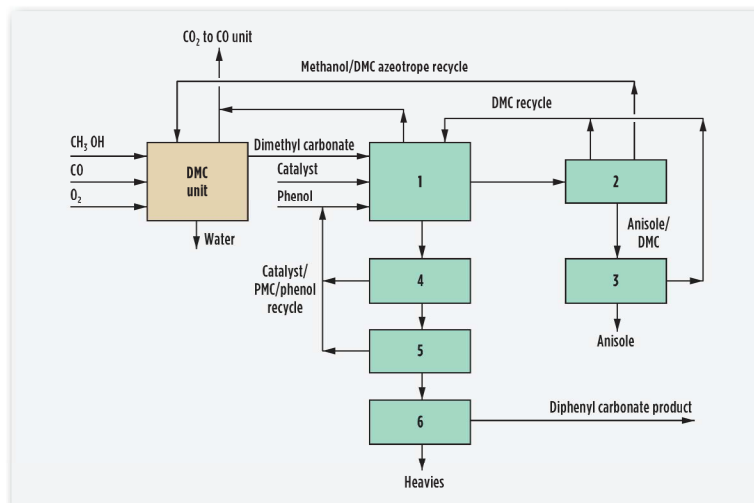 CO₂ to CO unit
Methanol/DMC azeotrope recycle
DMC recycle
CH₃ OH
CO
O₂
DMC
unit
Dimethyl carbonate
Catalyst
Phenol
1
2
Water
Anisole/
DMC
Catalyst/
PMC/phenol
recycle
4
3
Anisole
5
6
Diphenyl carbonate product
Heavies